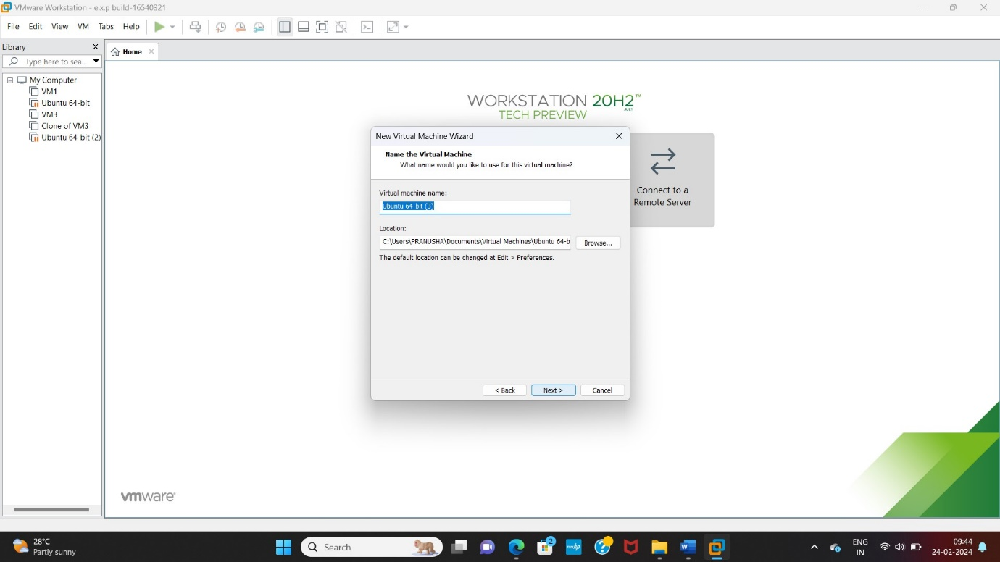 VMware Workstation - e.x.p build-16540321
File Edit View VM Tabs Help
Library
Type here to sea...
Home
My Computer
VM1
Ubuntu 64-bit
VM3
Clone of VM3
Ubuntu 64-bit (2)
WORKSTATION 20H2™
JULY
TECH PREVIEW
New Virtual Machine Wizard
Name the Virtual Machine
What name would you like to use for this virtual machine?
Virtual machine name:
Ubuntu 64-bit (3)
Location:
C:\Users\PRANUSHA\Documents\Virtual Machines\Ubuntu 64-b
Browse...
The default location can be changed at Edit > Preferences.
< Back Next > Cancel
Connect to a
Remote Server
vmware®
28°C
Partly sunny
Search
2
myhp
ENG
IN
09:44
24-02-2024